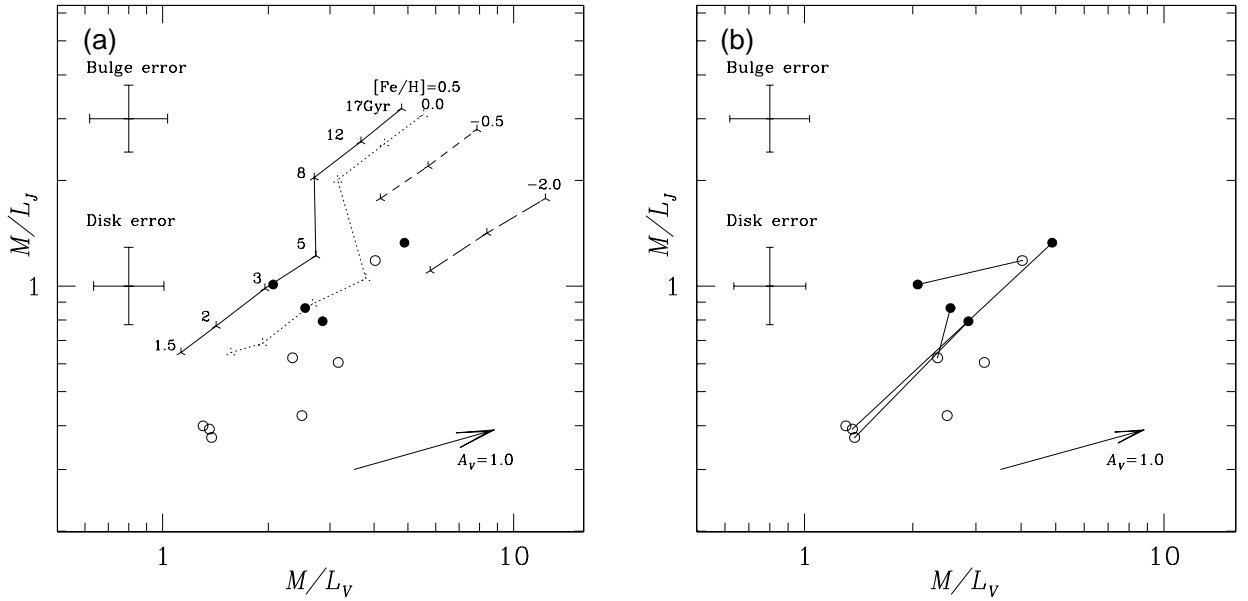 (a)
Bulge error
[Fe/H]=0.5
17Gyr
0.0
12
−0.5
8
−2.0
Disk error
5
3
2
1.5
A_V=1.0
M/L_J
1
1
10
M/L_V
(b)
Bulge error
Disk error
A_V=1.0
M/L_J
1
1
10
M/L_V